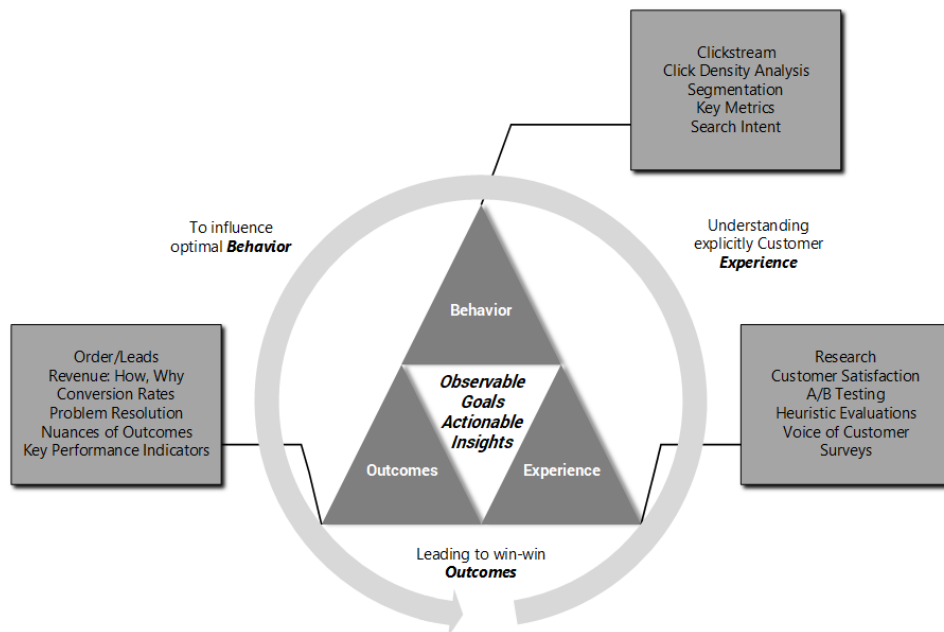 Clickstream
Click Density Analysis
Segmentation
Key Metrics
Search Intent
To influence
optimal Behavior
Understanding
explicitly Customer
Experience
Behavior
Order/Leads
Revenue: How, Why
Conversion Rates
Problem Resolution
Nuances of Outcomes
Key Performance Indicators
Observable
Goals
Actionable
Insights
Research
Customer Satisfaction
A/B Testing
Heuristic Evaluations
Voice of Customer
Surveys
Outcomes
Experience
Leading to win-win
Outcomes